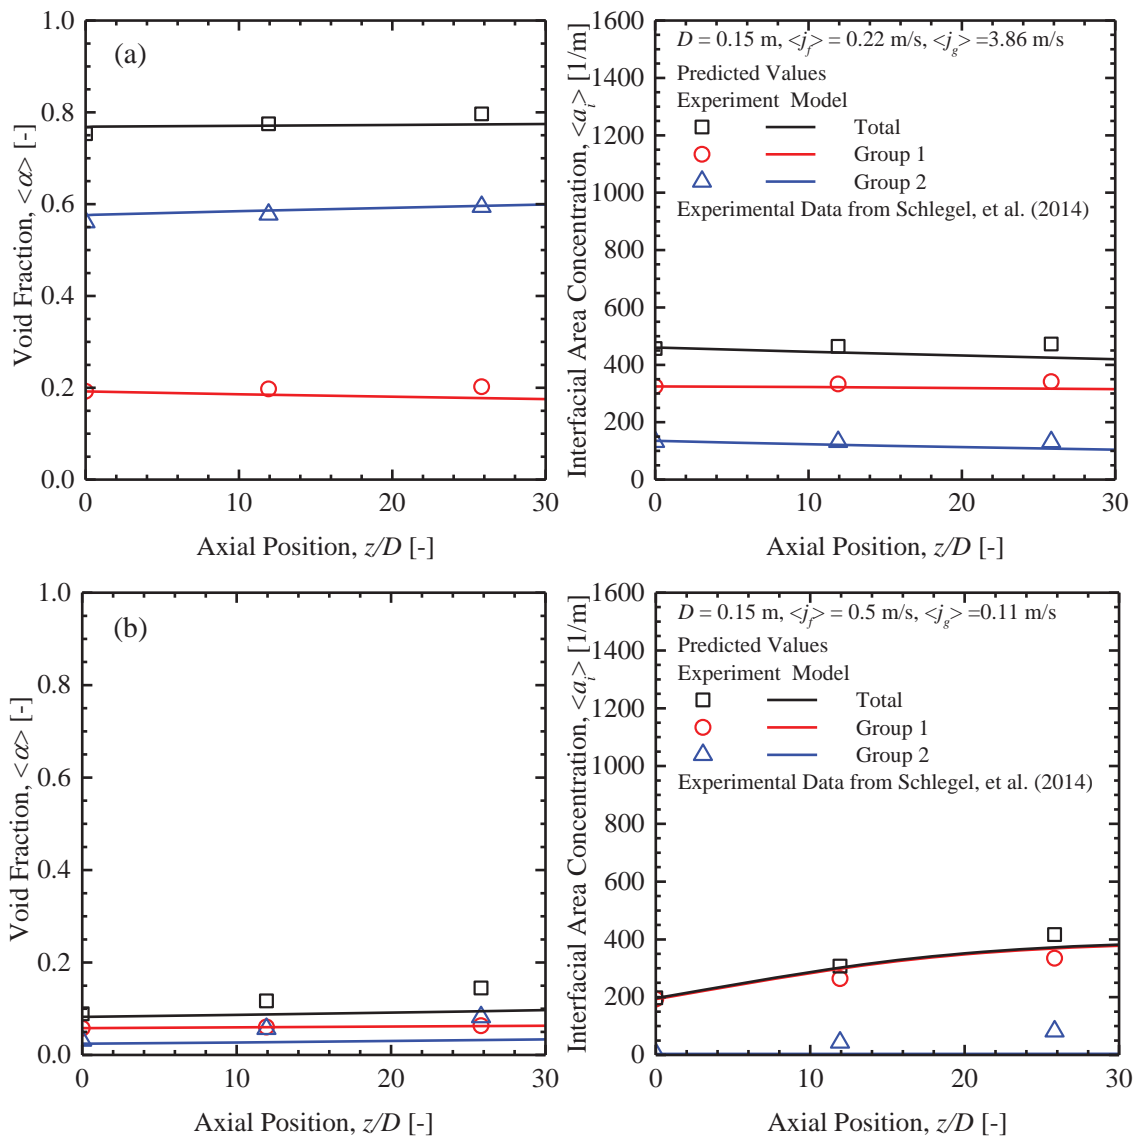 (a)
Void Fraction, <α> [-]
1.0
0.8
0.6
0.4
0.2
0.0
0 10 20 30
Axial Position, z/D [-]
Interfacial Area Concentration, <a_i> [1/m]
1600
1400
1200
1000
800
600
400
200
0
0 10 20 30
Axial Position, z/D [-]
D = 0.15 m, <j_f> = 0.22 m/s, <j_g> =3.86 m/s
Predicted Values
Experiment Model
Total
Group 1
Group 2
Experimental Data from Schlegel, et al. (2014)
(b)
Void Fraction, <α> [-]
1.0
0.8
0.6
0.4
0.2
0.0
0 10 20 30
Axial Position, z/D [-]
Interfacial Area Concentration, <a_i> [1/m]
1600
1400
1200
1000
800
600
400
200
0
0 10 20 30
Axial Position, z/D [-]
D = 0.15 m, <j_f> = 0.5 m/s, <j_g> =0.11 m/s
Predicted Values
Experiment Model
Total
Group 1
Group 2
Experimental Data from Schlegel, et al. (2014)